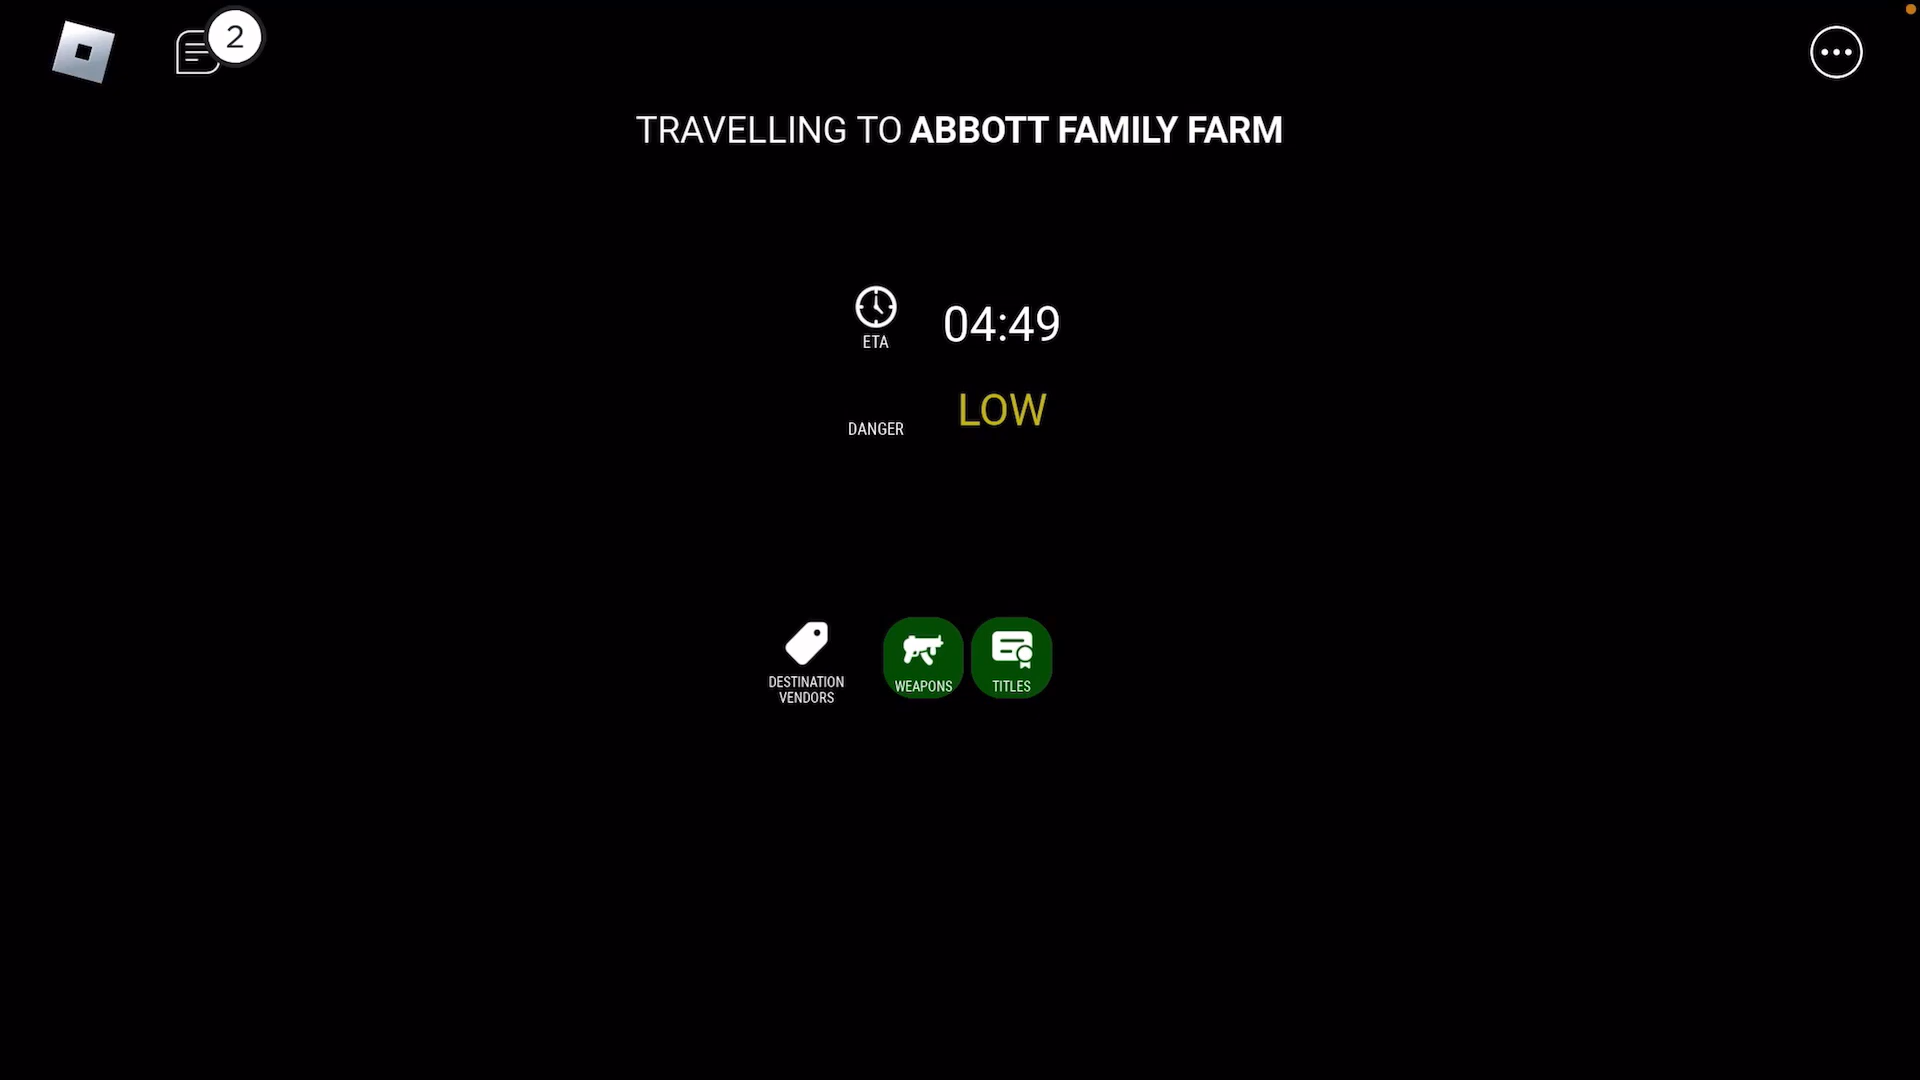 2
TRAVELLING TO ABBOTT FAMILY FARM
ETA
04:49
DANGER
LOW
DESTINATION
VENDORS
WEAPONS
TITLES